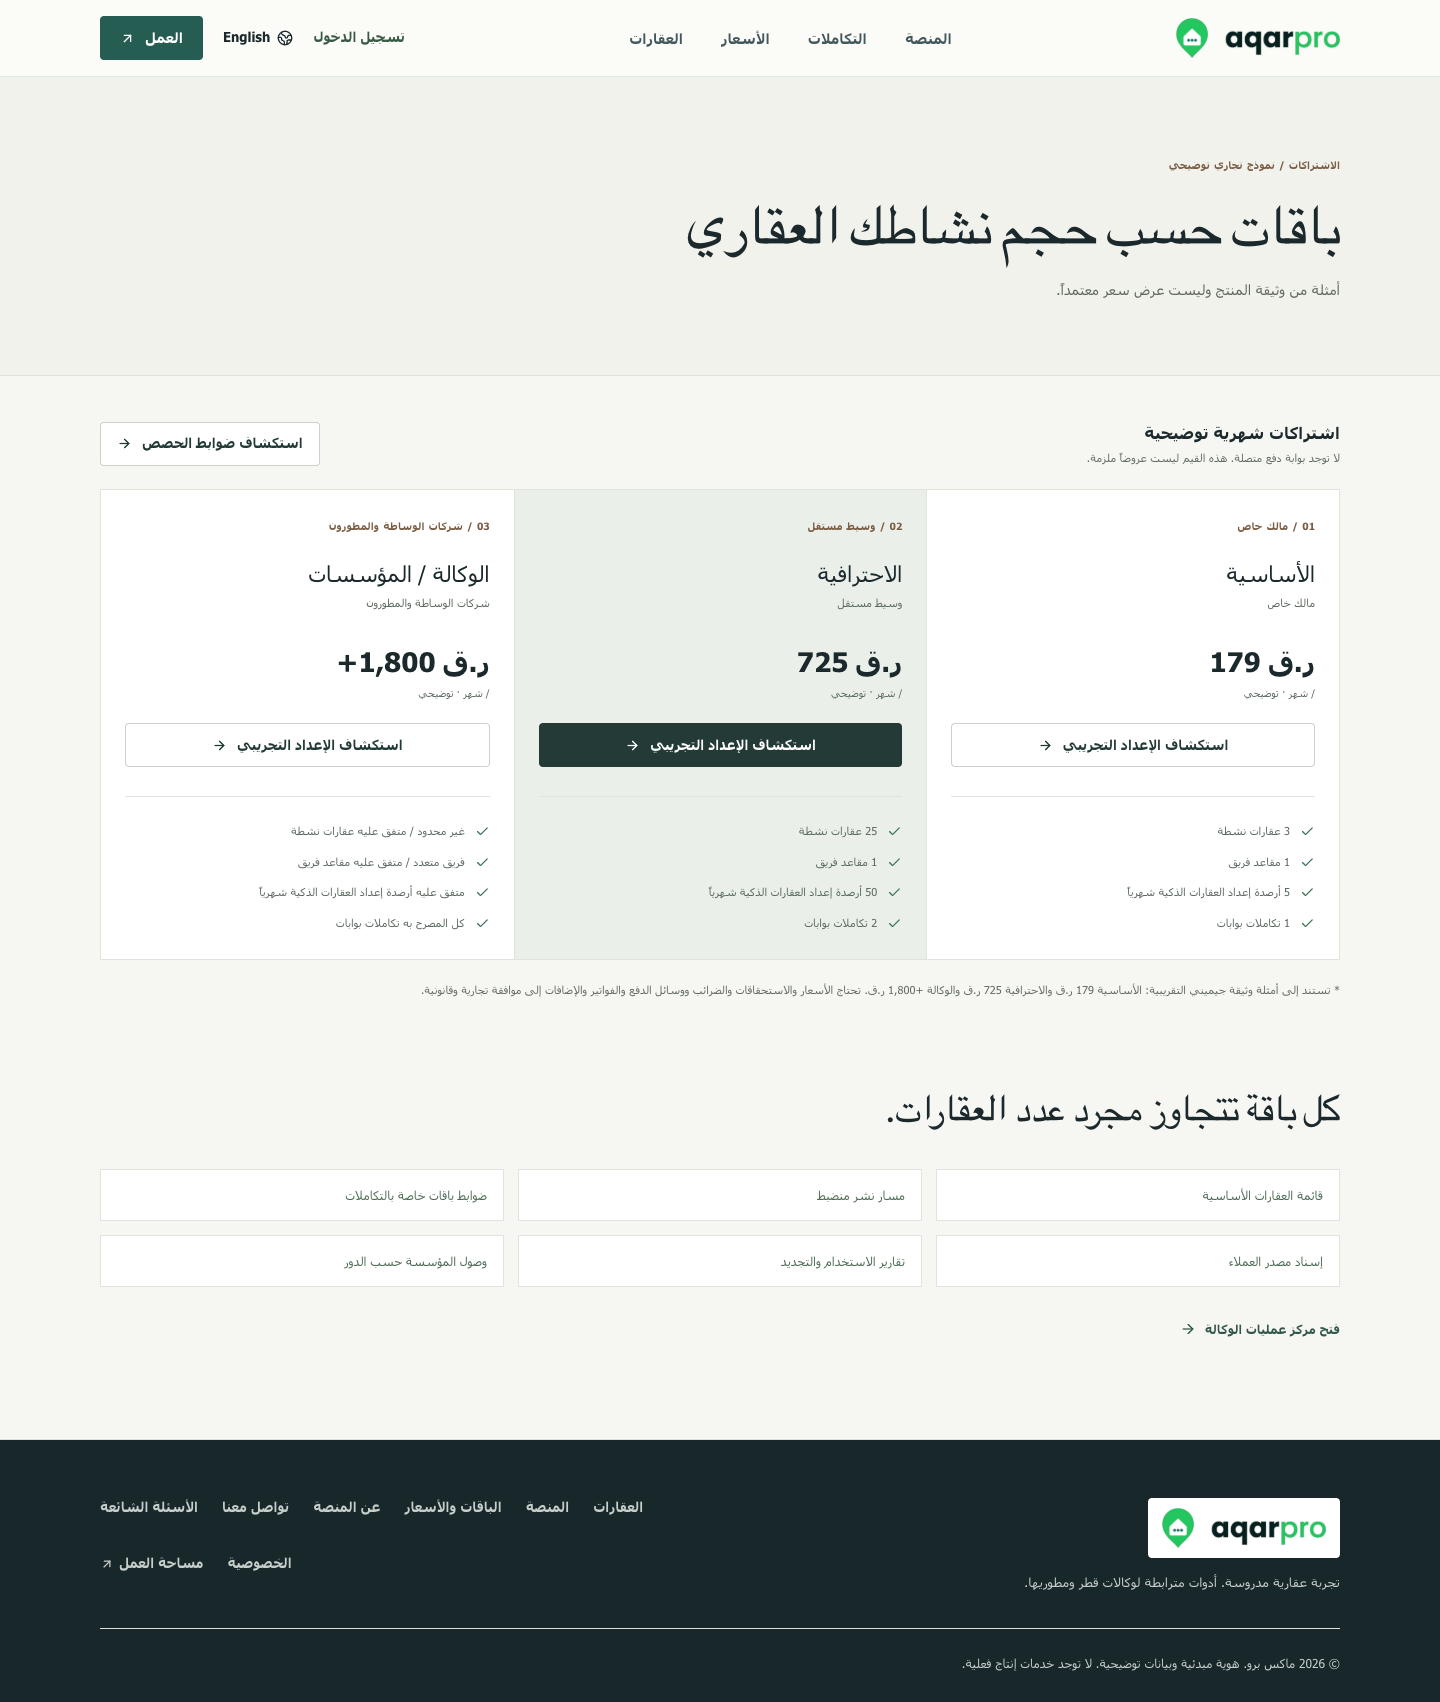 aqarpro
المنصة
التكاملات
الأسعار
العقارات
تسجيل الدخول
English
العمل
الاشتراكات / نموذج تجاري توضيحي
باقات حسب حجم نشاطك العقاري
أمثلة من وثيقة المنتج وليست عرض سعر معتمداً.
اشتراكات شهرية توضيحية
لا توجد بوابة دفع متصلة. هذه القيم ليست عروضاً ملزمة.
استكشاف ضوابط الحصص
01 / مالك خاص
الأساسية
مالك خاص
ر.ق 179
/ شهر · توضيحي
استكشاف الإعداد التجريبي
3 عقارات نشطة
1 مقاعد فريق
5 أرصدة إعداد العقارات الذكية شهرياً
1 تكاملات بوابات
02 / وسيط مستقل
الاحترافية
وسيط مستقل
ر.ق 725
/ شهر · توضيحي
استكشاف الإعداد التجريبي
25 عقارات نشطة
1 مقاعد فريق
50 أرصدة إعداد العقارات الذكية شهرياً
2 تكاملات بوابات
03 / شركات الوساطة والمطورون
الوكالة / المؤسسات
شركات الوساطة والمطورون
ر.ق 1,800+
/ شهر · توضيحي
استكشاف الإعداد التجريبي
غير محدود / متفق عليه عقارات نشطة
فريق متعدد / متفق عليه مقاعد فريق
متفق عليه أرصدة إعداد العقارات الذكية شهرياً
كل المصرح به تكاملات بوابات
* تستند إلى أمثلة وثيقة جيميني التقريبية: الأساسية 179 ر.ق والاحترافية 725 ر.ق والوكالة +1,800 ر.ق. تحتاج الأسعار والاستحقاقات والضرائب ووسائل الدفع والفواتير والإضافات إلى موافقة تجارية وقانونية.
كل باقة تتجاوز مجرد عدد العقارات.
قائمة العقارات الأساسية
مسار نشر منضبط
ضوابط باقات خاصة بالتكاملات
إسناد مصدر العملاء
تقارير الاستخدام والتجديد
وصول المؤسسة حسب الدور
فتح مركز عمليات الوكالة
aqarpro
تجربة عقارية مدروسة. أدوات مترابطة لوكالات قطر ومطوريها.
العقارات
المنصة
الباقات والأسعار
عن المنصة
تواصل معنا
الأسئلة الشائعة
الخصوصية
مساحة العمل
© 2026 ماكس برو. هوية مبدئية وبيانات توضيحية. لا توجد خدمات إنتاج فعلية.